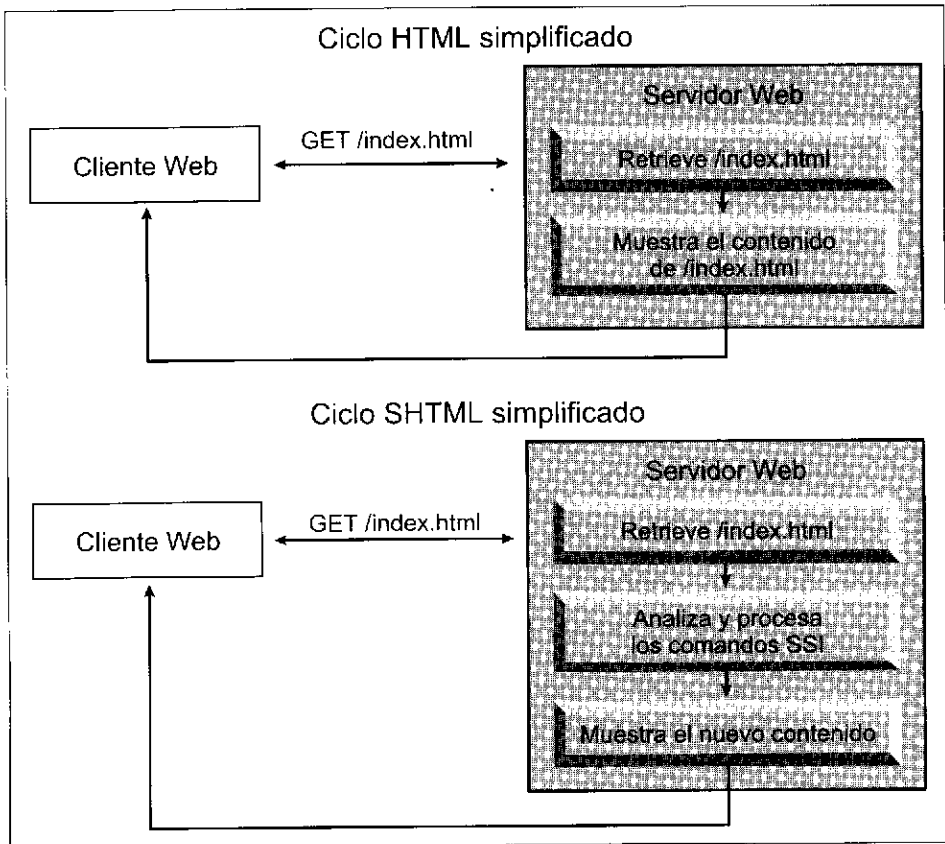 Ciclo HTML simplificado
Servidor Web
Cliente Web
GET /index.html
Retrieve /index.html
Muestra el contenido
de /index.html
Ciclo SHTML simplificado
Servidor Web
Cliente Web
GET /index.html
Retrieve /index.html
Analiza y procesa
los comandos SSI
Muestra el nuevo contenido